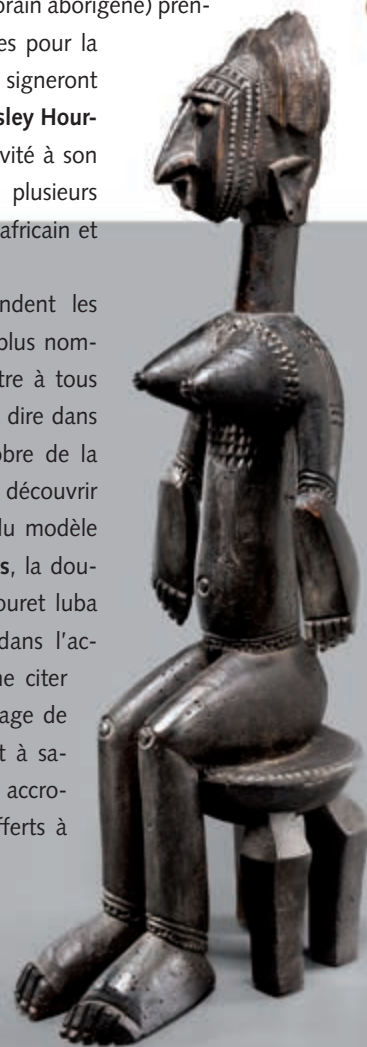 brain aborigène) pren-
es pour la
signeront
sley Hour-
vité à son
plusieurs
africain et
ndent les
plus nom-
tre à tous
dire dans
bre de la
découvrir
du modèle
s, la dou-
ouret luba
dans l'ac-
ne citer
age de
t à sa-
accro-
fferts à